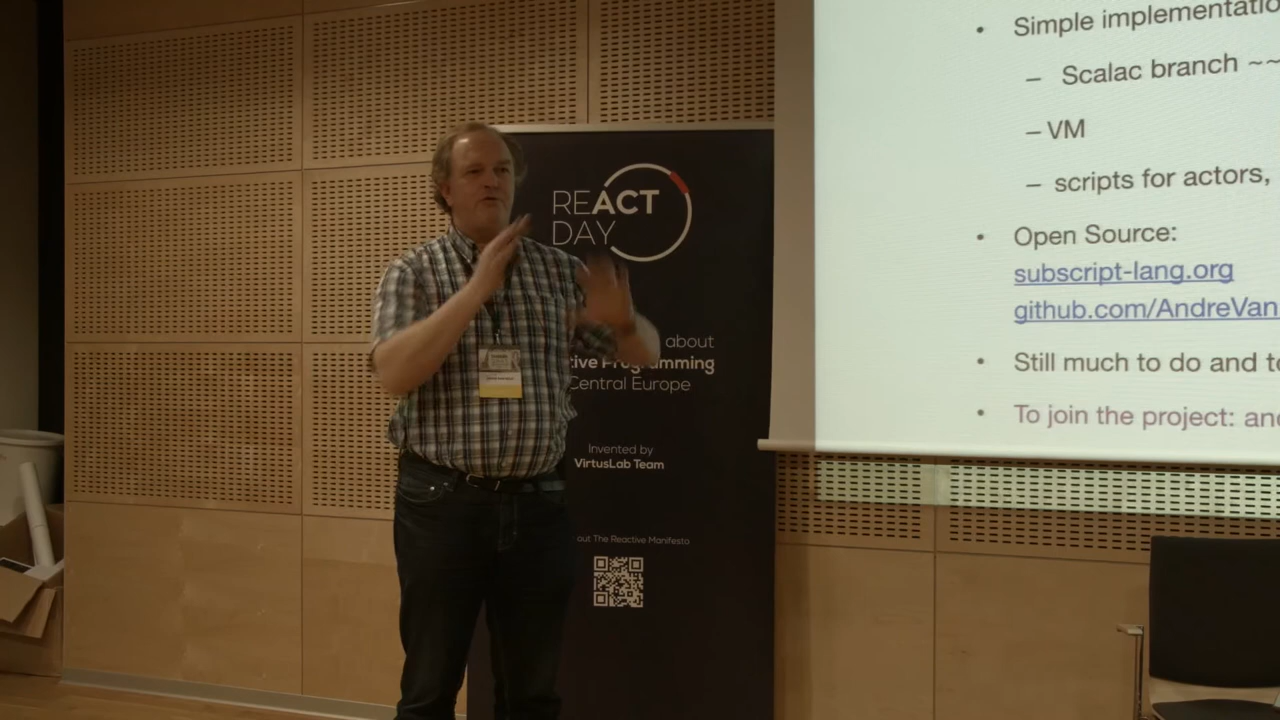 REACT
DAY
about
tive Programming
Central Europe
Invented by
VirtusLab Team
out The Reactive Manifesto
• Simple implementatio
– Scalac branch ~~
– VM
– scripts for actors,
• Open Source:
subscript-lang.org
github.com/AndreVan
• Still much to do and to
• To join the project: and